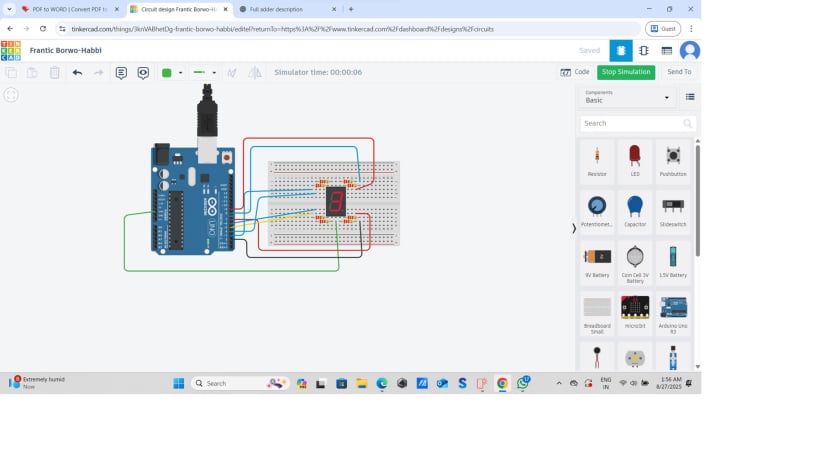 PDF to WORD | Convert PDF to
Circuit design Frantic Borwo-H
Full adder description
tinkercad.com/things/3knVABhetDg-frantic-borwo-habbi/editel?returnTo=https%3A%2F%2Fwww.tinkercad.com%2Fdashboard%2Fdesigns%2Fcircuits
Guest
TIN
KER
CAD
Frantic Borwo-Habbi
Saved
Simulator time: 00:00:06
Code
Stop Simulation
Send To
Components
Basic
Search
Resistor
LED
Pushbutton
Potentiomet...
Capacitor
Slideswitch
9V Battery
Coin Cell 3V
Battery
1.5V Battery
Breadboard
Small
micro:bit
Arduino Uno
R3
UNO
3
Extremely humid
Now
Search
ENG
IN
1:56 AM
8/27/2025